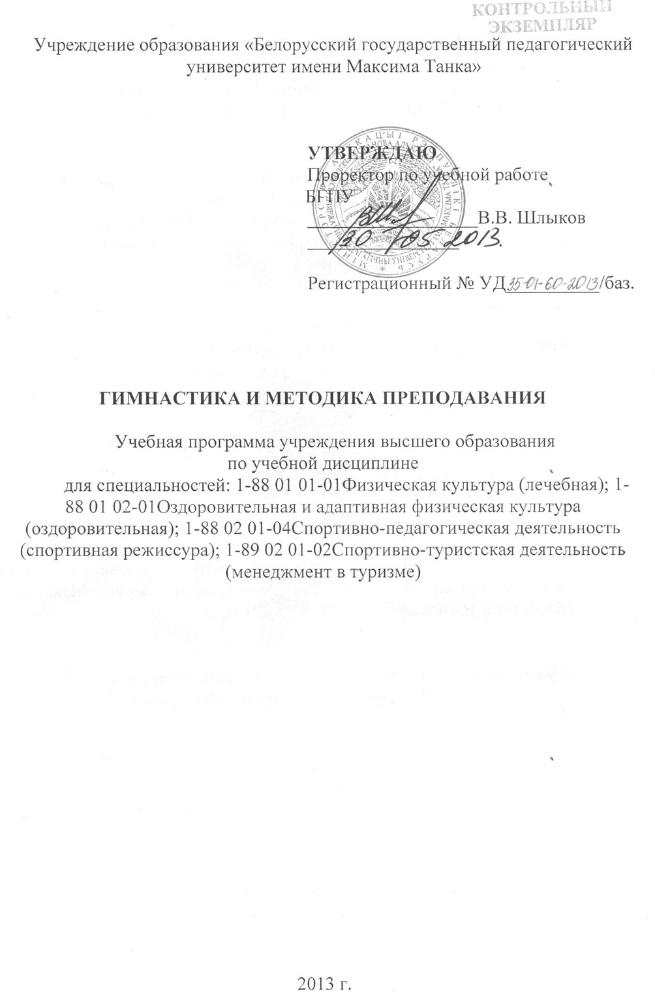 КОНТРОЛЬНЫЙ
ЭКЗЕМПЛЯР
Учреждение образования «Белорусский государственный педагогический
университет имени Максима Танка»
УТВЕРЖДАЮ
Проректор по учебной работе
БГПУ
В.В. Шлыков
30 05 2013.
Регистрационный № УД 35-01-60-2013/баз.
ГИМНАСТИКА И МЕТОДИКА ПРЕПОДАВАНИЯ
Учебная программа учреждения высшего образования
по учебной дисциплине
для специальностей: 1-88 01 01-01Физическая культура (лечебная); 1-
88 01 02-01Оздоровительная и адаптивная физическая культура
(оздоровительная); 1-88 02 01-04Спортивно-педагогическая деятельность
(спортивная режиссура); 1-89 02 01-02Спортивно-туристская деятельность
(менеджмент в туризме)
2013 г.